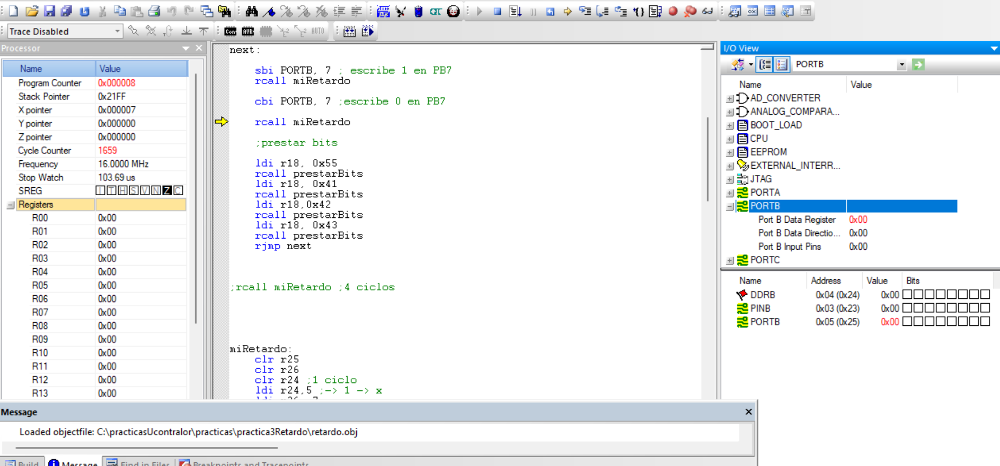 Trace Disabled
Con
AVR
AUTO
Processor
Name Value
Program Counter 0x000008
Stack Pointer 0x21FF
X pointer 0x000007
Y pointer 0x000000
Z pointer 0x000000
Cycle Counter 1659
Frequency 16.0000 MHz
Stop Watch 103.69 us
SREG I T H S V N Z C
Registers
R00 0x00
R01 0x00
R02 0x00
R03 0x00
R04 0x00
R05 0x00
R06 0x00
R07 0x00
R08 0x00
R09 0x00
R10 0x00
R11 0x00
R12 0x00
R13 0x00
next:
sbi PORTB, 7 ; escribe 1 en PB7
rcall miRetardo
cbi PORTB, 7 ;escribe 0 en PB7
rcall miRetardo
;prestar bits
ldi r18, 0x55
rcall prestarBits
ldi r18, 0x41
rcall prestarBits
ldi r18,0x42
rcall prestarBits
ldi r18, 0x43
rcall prestarBits
rjmp next
;rcall miRetardo ;4 ciclos
miRetardo:
clr r25
clr r26
clr r24 ;1 ciclo
ldi r24,5 ;-> 1 -> x
I/O View
PORTB
Name Value
AD_CONVERTER
ANALOG_COMPARA...
BOOT_LOAD
CPU
EEPROM
EXTERNAL_INTERR...
JTAG
PORTA
PORTB
Port B Data Register 0x00
Port B Data Directio... 0x00
Port B Input Pins 0x00
PORTC
Name Address Value Bits
DDRB 0x04 (0x24) 0x00
PINB 0x03 (0x23) 0x00
PORTB 0x05 (0x25) 0x00
Message
Loaded objectfile: C:\practicasUcontralor\practicas\practica3Retardo\retardo.obj
Build Message Find in Files Breakpoints and Tracepoints